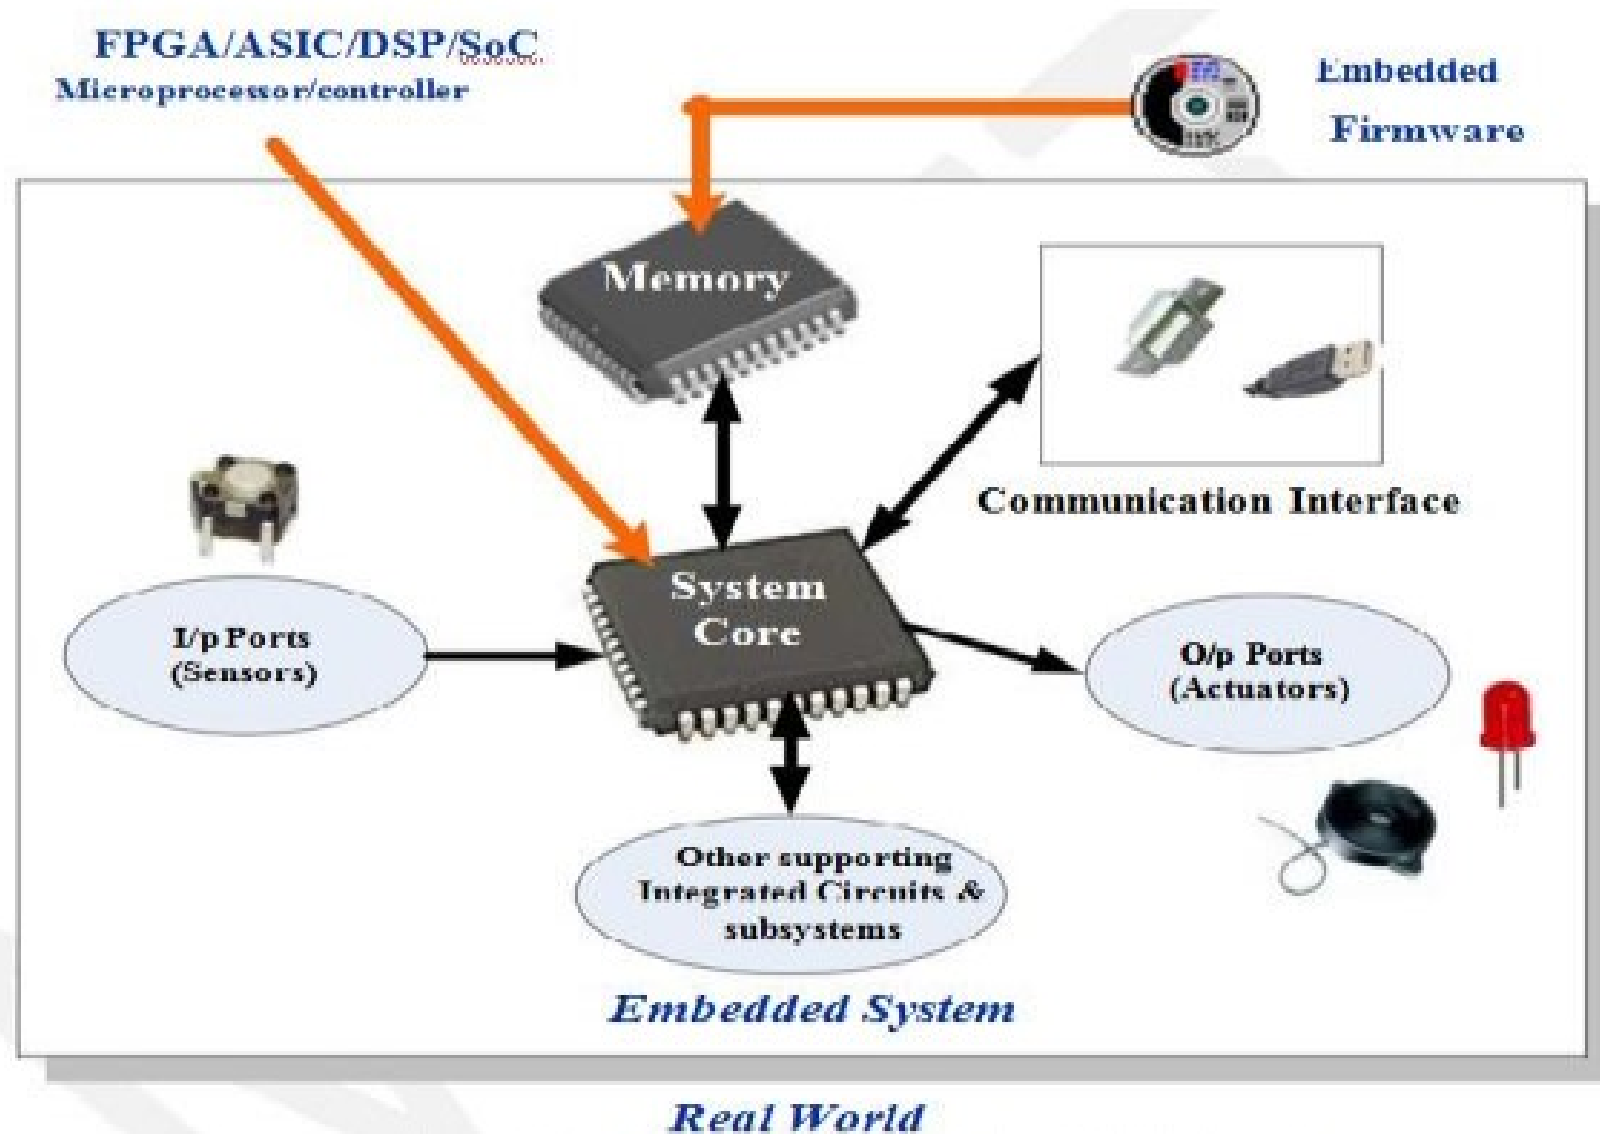 FPGA/ASIC/DSP/SoC
Microprocessor/controller
Embedded
Firmware
Memory
Communication Interface
System
Core
I/p Ports
(Sensors)
O/p Ports
(Actuators)
Other supporting
Integrated Circuits &
subsystems
Embedded System
Real World